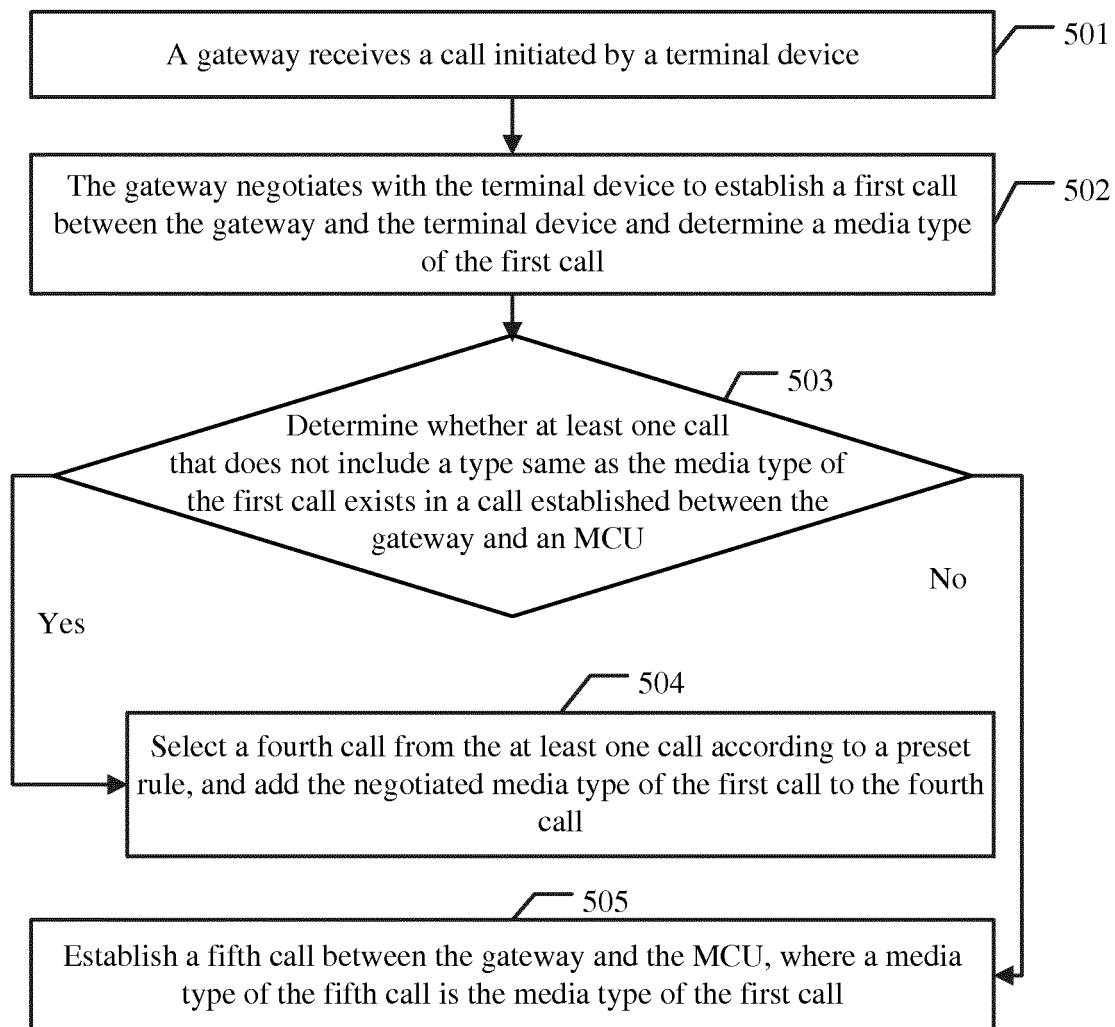 A gateway receives a call initiated by a terminal device
501
The gateway negotiates with the terminal device to establish a first call
between the gateway and the terminal device and determine a media type
of the first call
502
503
Determine whether at least one call
that does not include a type same as the media type of
the first call exists in a call established between the
gateway and an MCU
Yes
No
504
Select a fourth call from the at least one call according to a preset
rule, and add the negotiated media type of the first call to the fourth
call
505
Establish a fifth call between the gateway and the MCU, where a media
type of the fifth call is the media type of the first call